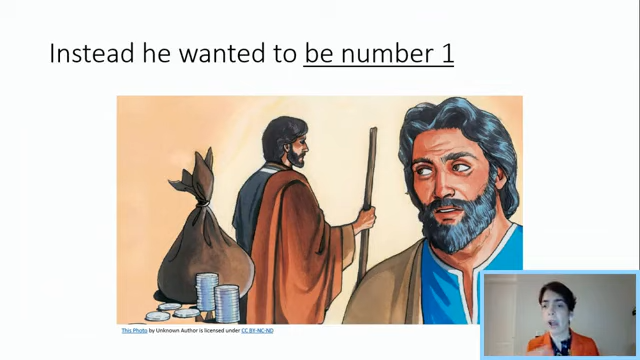 Instead he wanted to be number 1
This Photo by Unknown Author is licensed under CC BY-NC-ND